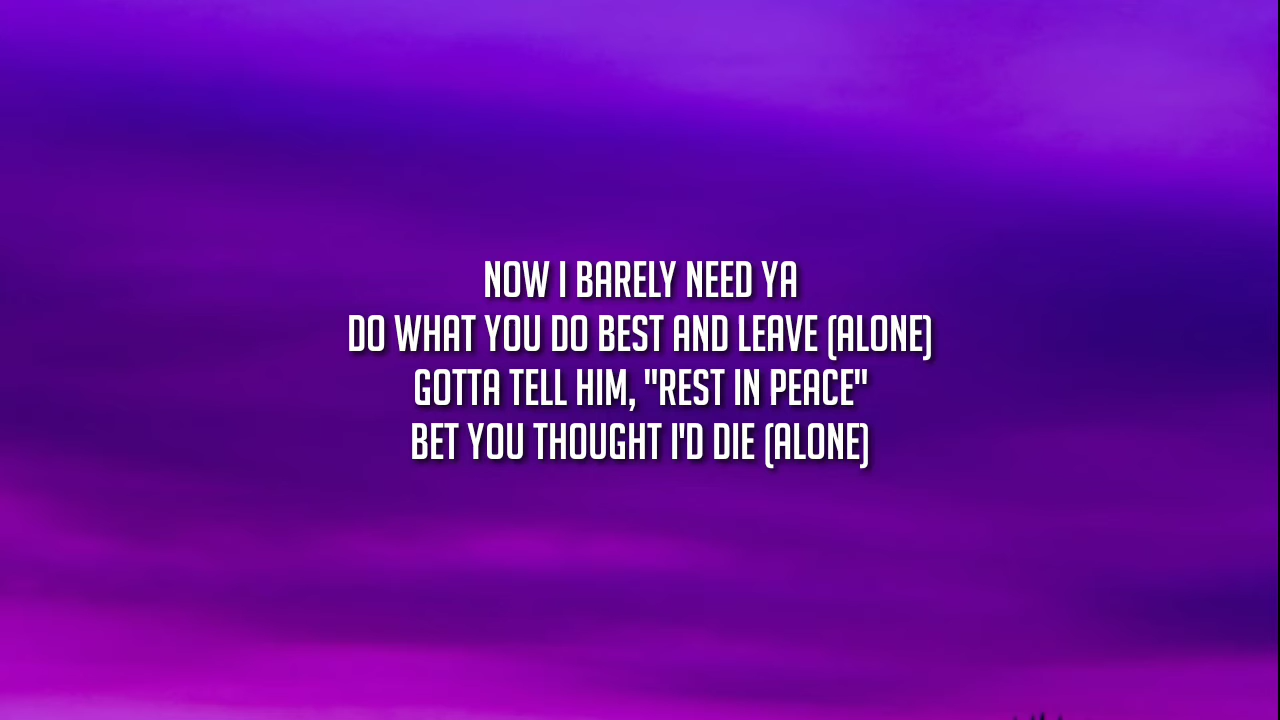 NOW I BARELY NEED YA
DO WHAT YOU DO BEST AND LEAVE (ALONE)
GOTTA TELL HIM, "REST IN PEACE"
BET YOU THOUGHT I'D DIE (ALONE)